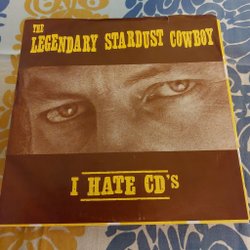 THE
LEGENDARY STARDUST COWBOY
I HATE CD's